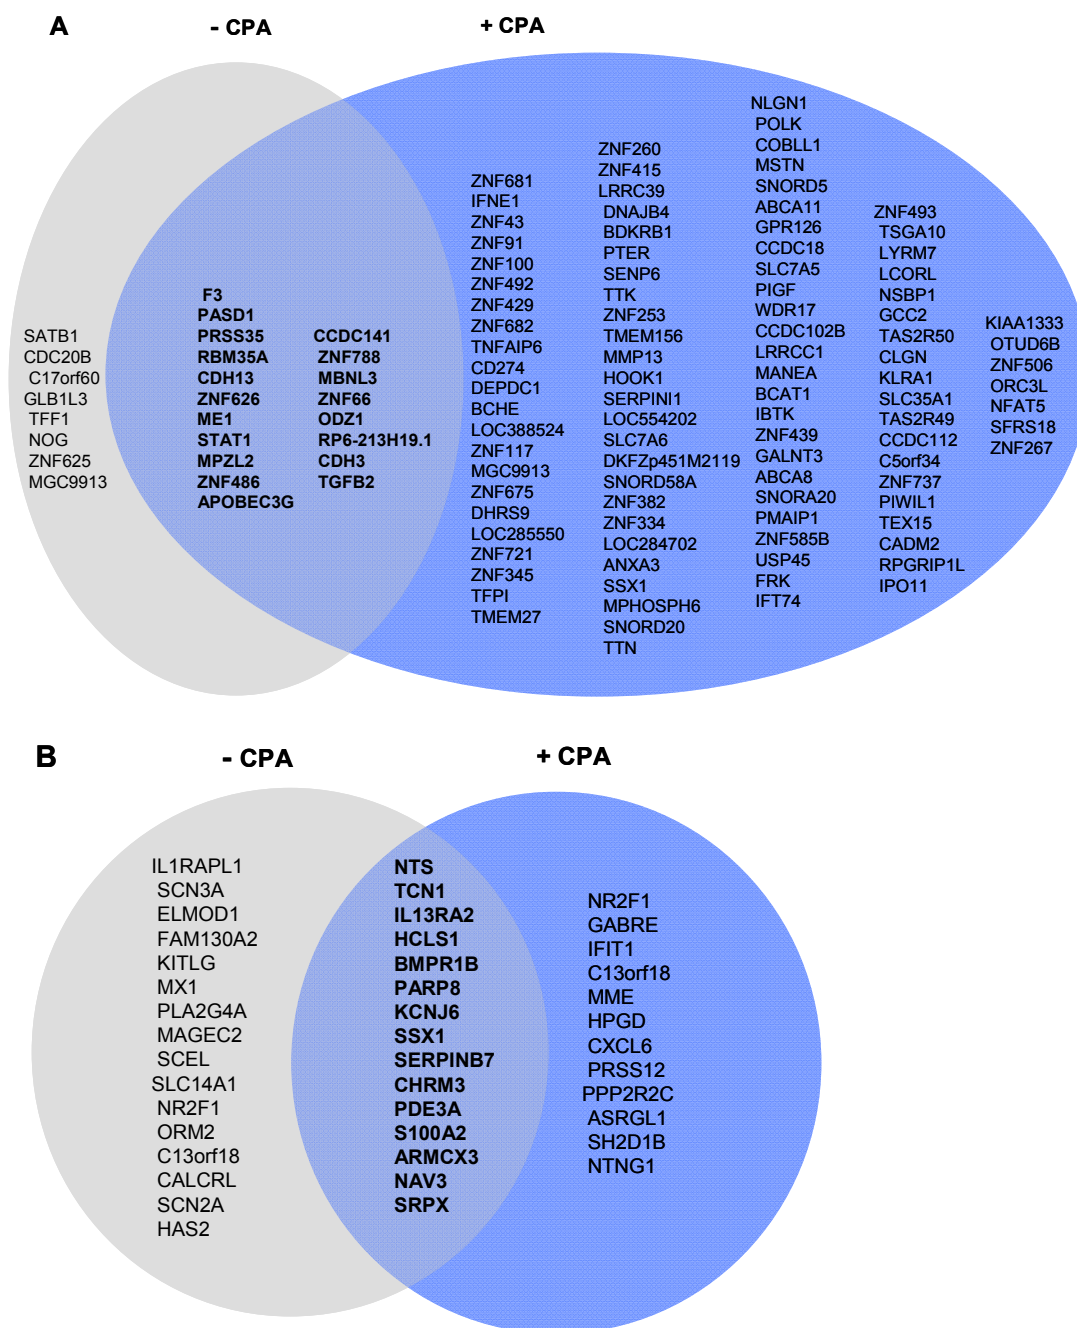 A
- CPA
+ CPA
SATB1
CDC20B
C17orf60
GLB1L3
TFF1
NOG
ZNF625
MGC9913
F3
PASD1
PRSS35
RBM35A
CDH13
ZNF626
ME1
STAT1
MPZL2
ZNF486
APOBEC3G
CCDC141
ZNF788
MBNL3
ZNF66
ODZ1
RP6-213H19.1
CDH3
TGFB2
ZNF681
IFNE1
ZNF43
ZNF91
ZNF100
ZNF492
ZNF429
ZNF682
TNFAIP6
CD274
DEPDC1
BCHE
LOC388524
ZNF117
MGC9913
ZNF675
DHRS9
LOC285550
ZNF721
ZNF345
TFPI
TMEM27
ZNF260
ZNF415
LRRC39
DNAJB4
BDKRB1
PTER
SENP6
TTK
ZNF253
TMEM156
MMP13
HOOK1
SERPINI1
LOC554202
SLC7A6
DKFZp451M2119
SNORD58A
ZNF382
ZNF334
LOC284702
ANXA3
SSX1
MPHOSPH6
SNORD20
TTN
NLGN1
POLK
COBLL1
MSTN
SNORD5
ABCA11
GPR126
CCDC18
SLC7A5
PIGF
WDR17
CCDC102B
LRRCC1
MANEA
BCAT1
IBTK
ZNF439
GALNT3
ABCA8
SNORA20
PMAIP1
ZNF585B
USP45
FRK
IFT74
ZNF493
TSGA10
LYRM7
LCORL
NSBP1
GCC2
TAS2R50
CLGN
KLRA1
SLC35A1
TAS2R49
CCDC112
C5orf34
ZNF737
PIWIL1
TEX15
CADM2
RPGRIP1L
IPO11
KIAA1333
OTUD6B
ZNF506
ORC3L
NFAT5
SFRS18
ZNF267
B
- CPA
+ CPA
IL1RAPL1
SCN3A
ELMOD1
FAM130A2
KITLG
MX1
PLA2G4A
MAGEC2
SCEL
SLC14A1
NR2F1
ORM2
C13orf18
CALCRL
SCN2A
HAS2
NTS
TCN1
IL13RA2
HCLS1
BMPR1B
PARP8
KCNJ6
SSX1
SERPINB7
CHRM3
PDE3A
S100A2
ARMCX3
NAV3
SRPX
NR2F1
GABRE
IFIT1
C13orf18
MME
HPGD
CXCL6
PRSS12
PPP2R2C
ASRGL1
SH2D1B
NTNG1